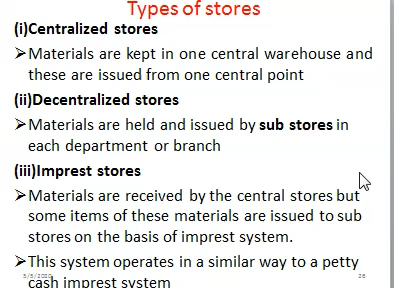 Types of stores
(i)Centralized stores
➢Materials are kept in one central warehouse and
these are issued from one central point
(ii)Decentralized stores
➢Materials are held and issued by sub stores in
each department or branch
(iii)Imprest stores
➢Materials are received by the central stores but
some items of these materials are issued to sub
stores on the basis of imprest system.
➢This system operates in a similar way to a petty
cash imprest system
26